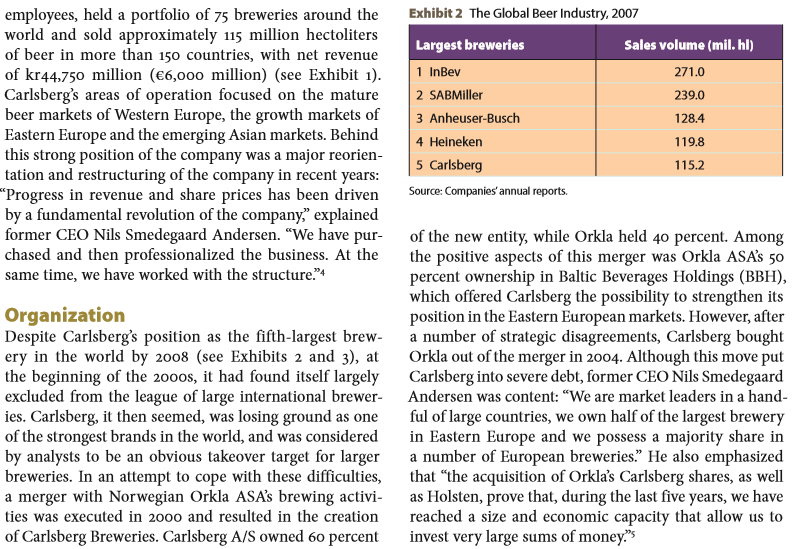 employees, held a portfolio of 75 breweries around the
world and sold approximately 115 million hectoliters
of beer in more than 150 countries, with net revenue
of kr44,750 million (€6,000 million) (see Exhibit 1).
Carlsberg’s areas of operation focused on the mature
beer markets of Western Europe, the growth markets of
Eastern Europe and the emerging Asian markets. Behind
this strong position of the company was a major reorien-
tation and restructuring of the company in recent years:
“Progress in revenue and share prices has been driven
by a fundamental revolution of the company,” explained
former CEO Nils Smedegaard Andersen. “We have pur-
chased and then professionalized the business. At the
same time, we have worked with the structure.”4
Organization
Despite Carlsberg’s position as the fifth-largest brew-
ery in the world by 2008 (see Exhibits 2 and 3), at
the beginning of the 2000s, it had found itself largely
excluded from the league of large international brewer-
ies. Carlsberg, it then seemed, was losing ground as one
of the strongest brands in the world, and was considered
by analysts to be an obvious takeover target for larger
breweries. In an attempt to cope with these difficulties,
a merger with Norwegian Orkla ASA’s brewing activi-
ties was executed in 2000 and resulted in the creation
of Carlsberg Breweries. Carlsberg A/S owned 60 percent
Exhibit 2 The Global Beer Industry, 2007
Largest breweries Sales volume (mil. hl)
1 InBev 271.0
2 SABMiller 239.0
3 Anheuser-Busch 128.4
4 Heineken 119.8
5 Carlsberg 115.2
Source: Companies’ annual reports.
of the new entity, while Orkla held 40 percent. Among
the positive aspects of this merger was Orkla ASA’s 50
percent ownership in Baltic Beverages Holdings (BBH),
which offered Carlsberg the possibility to strengthen its
position in the Eastern European markets. However, after
a number of strategic disagreements, Carlsberg bought
Orkla out of the merger in 2004. Although this move put
Carlsberg into severe debt, former CEO Nils Smedegaard
Andersen was content: “We are market leaders in a hand-
ful of large countries, we own half of the largest brewery
in Eastern Europe and we possess a majority share in
a number of European breweries.” He also emphasized
that “the acquisition of Orkla’s Carlsberg shares, as well
as Holsten, prove that, during the last five years, we have
reached a size and economic capacity that allow us to
invest very large sums of money.”5